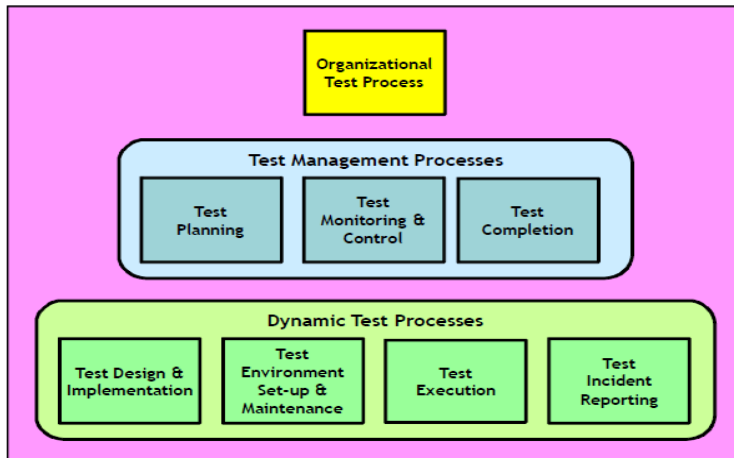 Organizational
Test Process
Test Management Processes
Test
Planning
Test
Monitoring &
Control
Test
Completion
Dynamic Test Processes
Test Design &
Implementation
Test
Environment
Set-up &
Maintenance
Test
Execution
Test
Incident
Reporting